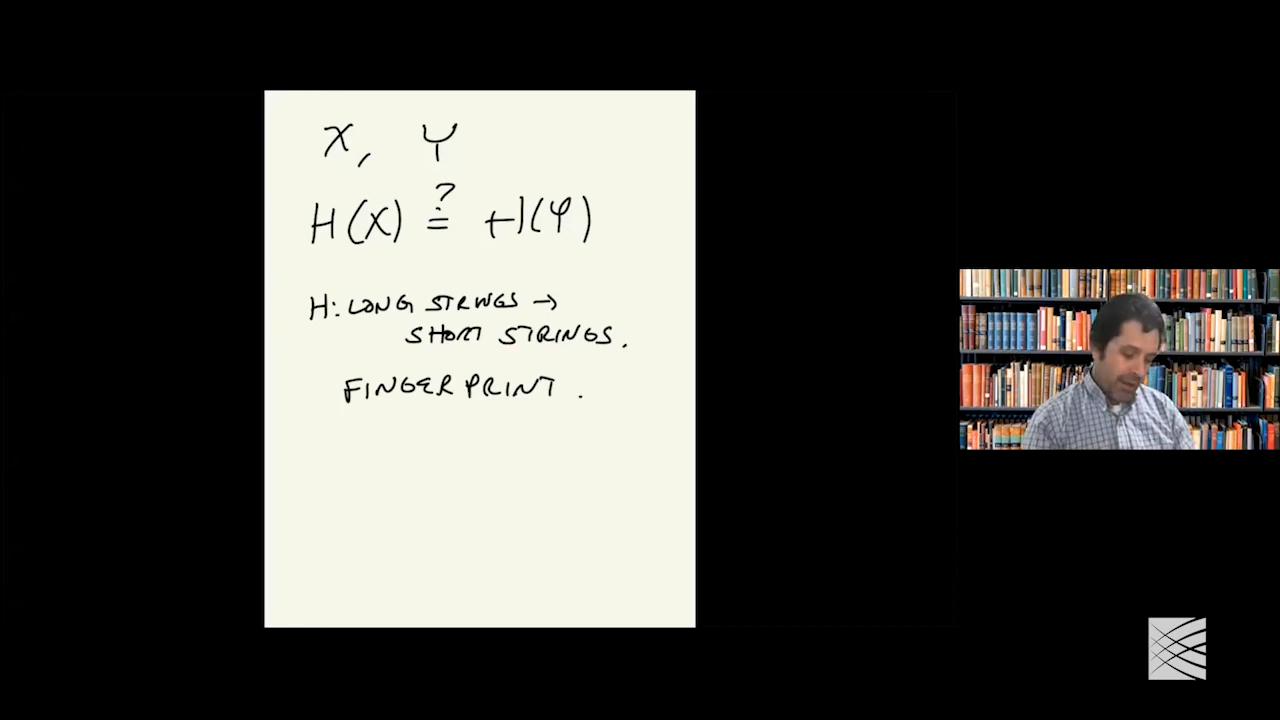 X, Y
H(X) ≟ H(Y)
H: LONG STRINGS →
SHORT STRINGS.
FINGERPRINT.